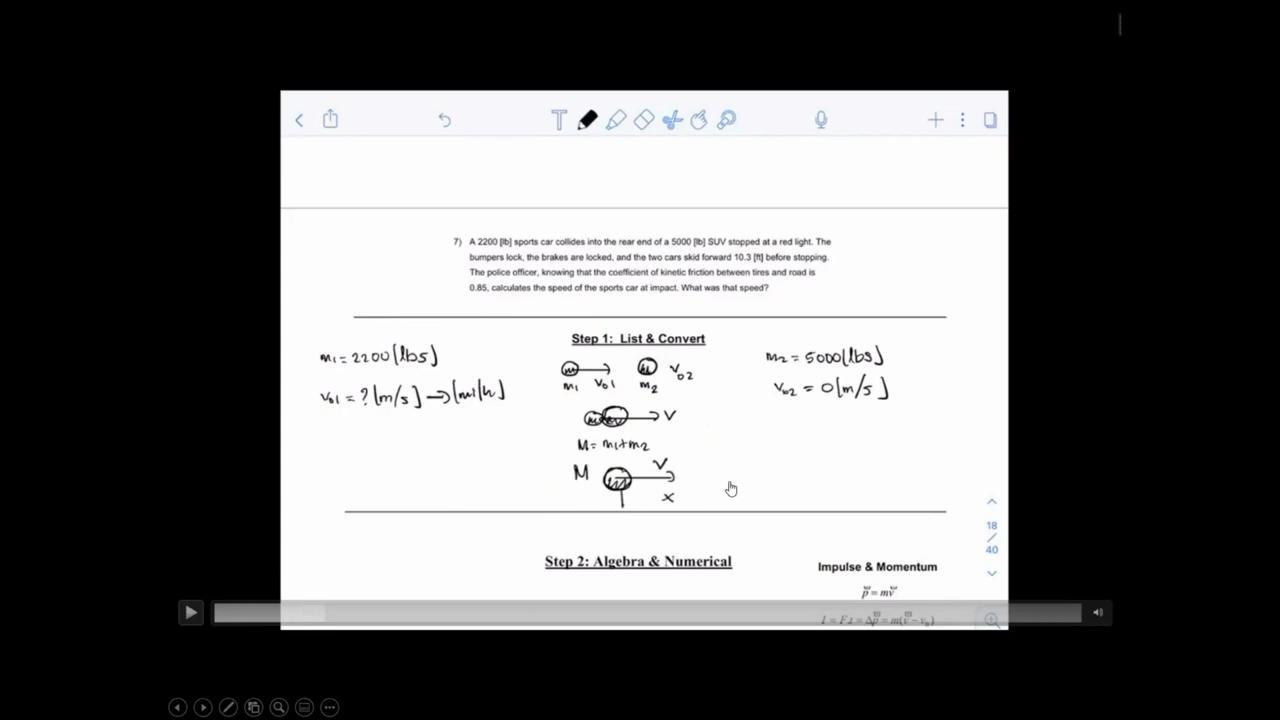 7) A 2200 [lb] sports car collides into the rear end of a 5000 [lb] SUV stopped at a red light. The
bumpers lock, the brakes are locked, and the two cars skid forward 10.3 [ft] before stopping.
The police officer, knowing that the coefficient of kinetic friction between tires and road is
0.85, calculates the speed of the sports car at impact. What was that speed?
Step 1: List & Convert
m1 = 2200 [lbs]
v01 = ? [m/s] → [mi/h]
m1 v01 m2 v02
m2 = 5000 [lbs]
v02 = 0 [m/s]
V
M = m1+m2
M V
x
18
/
40
Step 2: Algebra & Numerical
Impulse & Momentum
p = mv
I = Ft = Δp = m(v − v0)